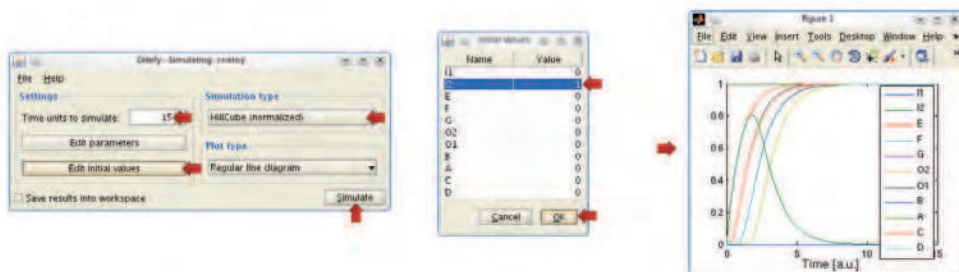 Odefy - Simulating: cnatoy
File Help
Settings
Time units to simulate: 15
Edit parameters
Edit initial values
Save results into workspace
Simulation type
HillCube (normalized)
Plot type
Regular line diagram
Simulate
Initial Values
Name Value
I1 0
1
E 0
F 0
G 0
O2 0
O1 0
B 0
A 0
C 0
D 0
Cancel OK
Figure 1
File Edit View Insert Tools Desktop Window Help
1
0.8
0.6
0.4
0.2
0
0 5 10 15
Time [a.u.]
I1
I2
E
F
G
O2
O1
B
A
C
D